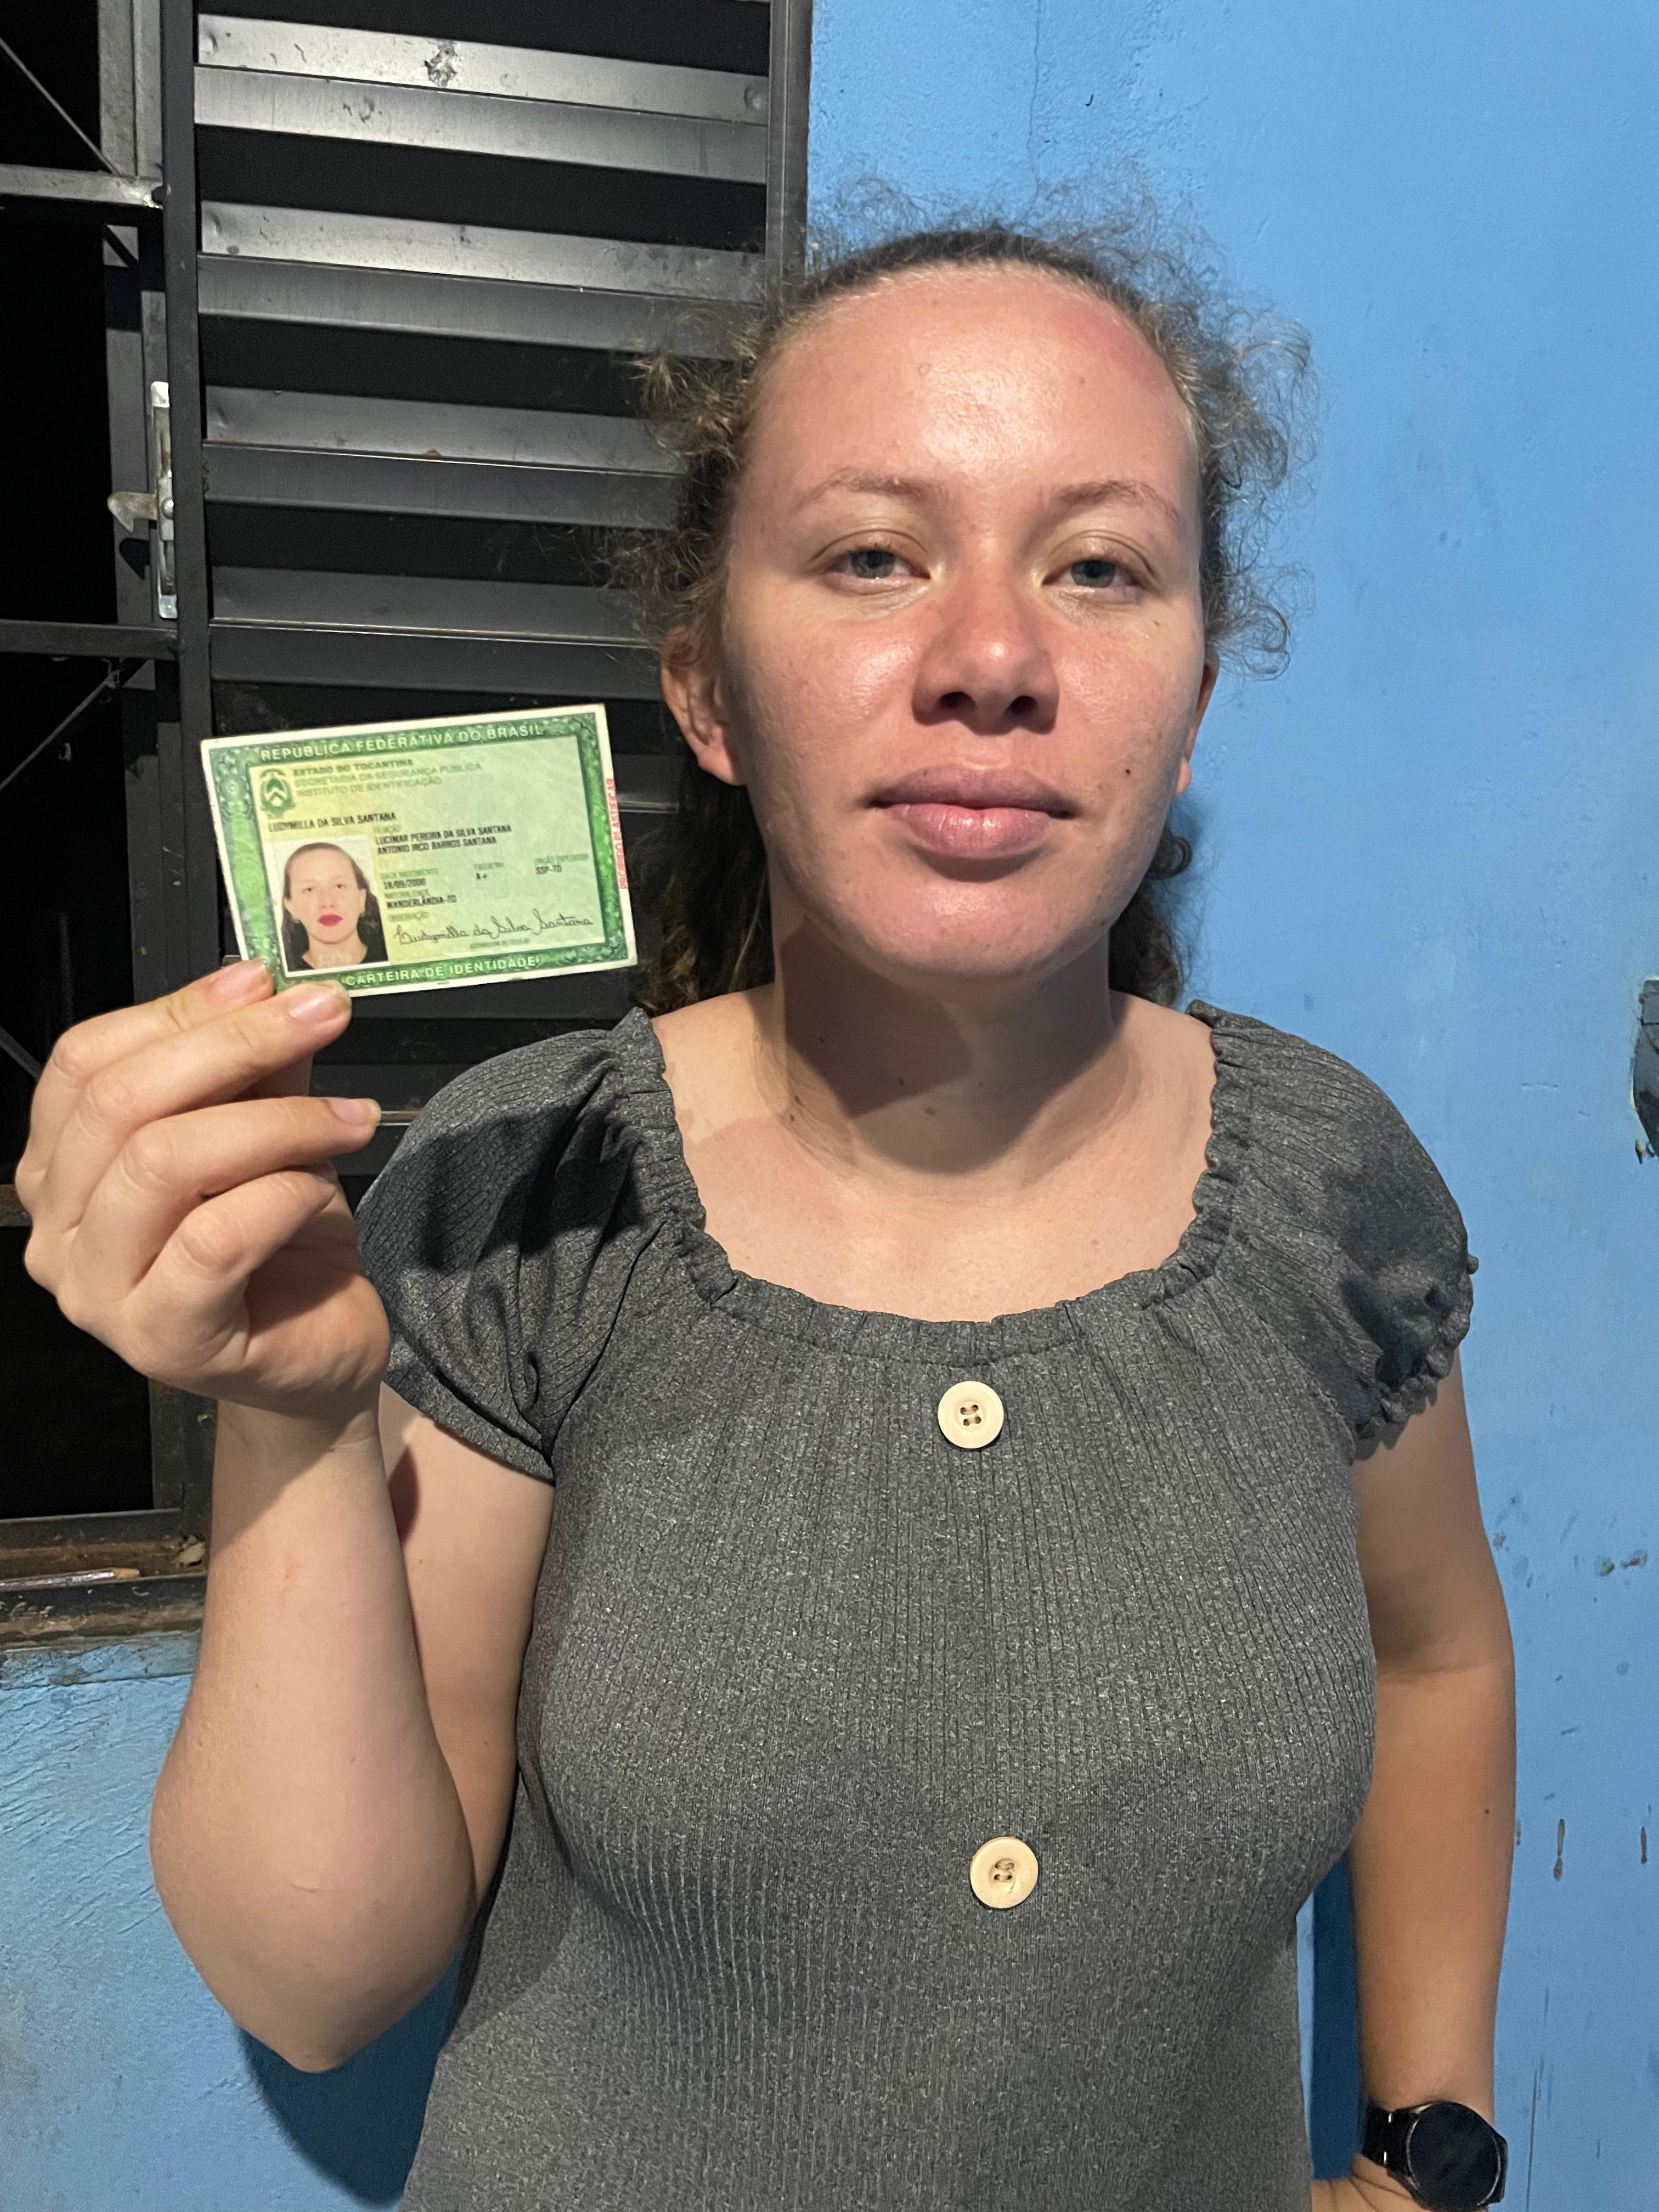 REPÚBLICA FEDERATIVA DO BRASIL
ESTADO DO TOCANTINS
SECRETARIA DA SEGURANÇA PÚBLICA
INSTITUTO DE IDENTIFICAÇÃO
LUDYMILLA DA SILVA SANTANA
FILIAÇÃO
LUCIMAR PEREIRA DA SILVA SANTANA
ANTONIO IRÇO BARROS SANTANA
DATA NASCIMENTO FATOR RH ÓRGÃO EXPEDIDOR
18/09/2000 A+ SSP-TO
NATURALIDADE
WANDERLÂNDIA-TO
OBSERVAÇÃO
Ludymilla da Silva Santana
ASSINATURA DO TITULAR
CARTEIRA DE IDENTIDADE
PROIBIDO PLASTIFICAR